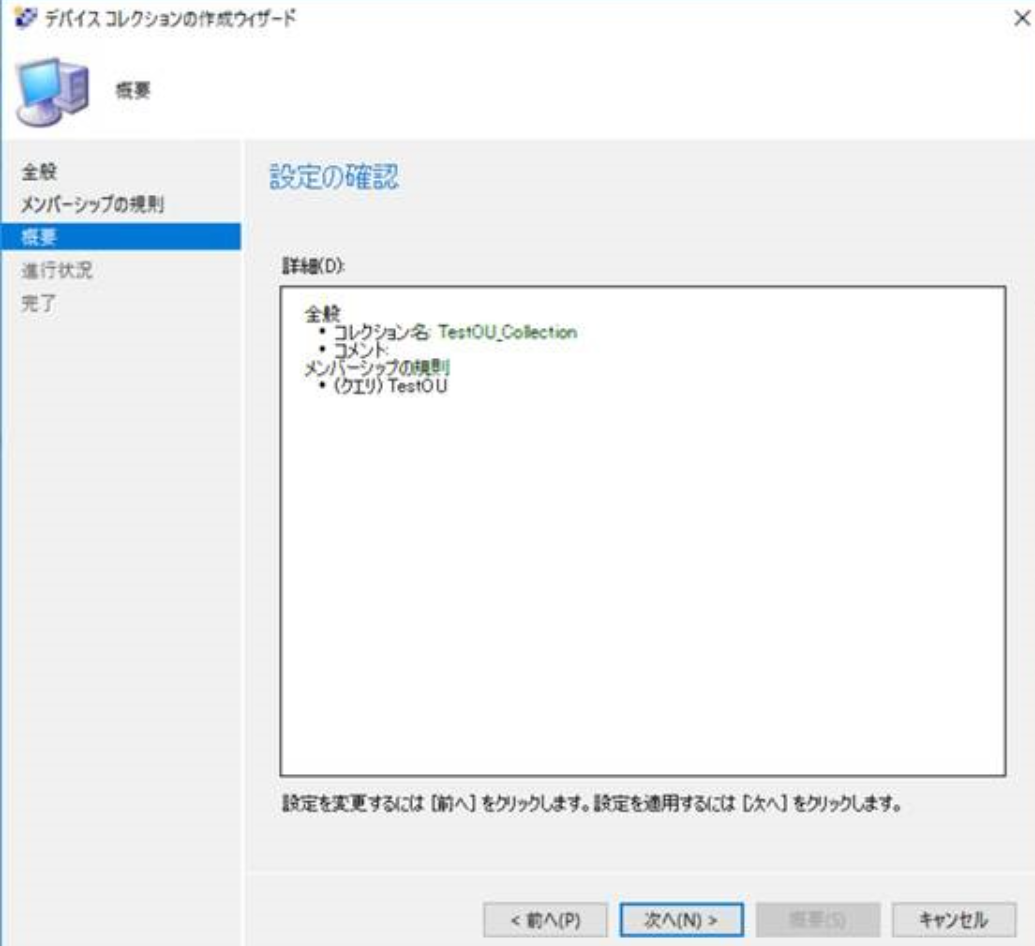 デバイス コレクションの作成ウィザード
概要
全般
メンバーシップの規則
概要
進行状況
完了
設定の確認
詳細(D):
全般
• コレクション名: TestOU_Collection
• コメント:
メンバーシップの規則
• (クエリ) TestOU
設定を変更するには [前へ] をクリックします。設定を適用するには [次へ] をクリックします。
< 前へ(P)
次へ(N) >
概要(S)
キャンセル